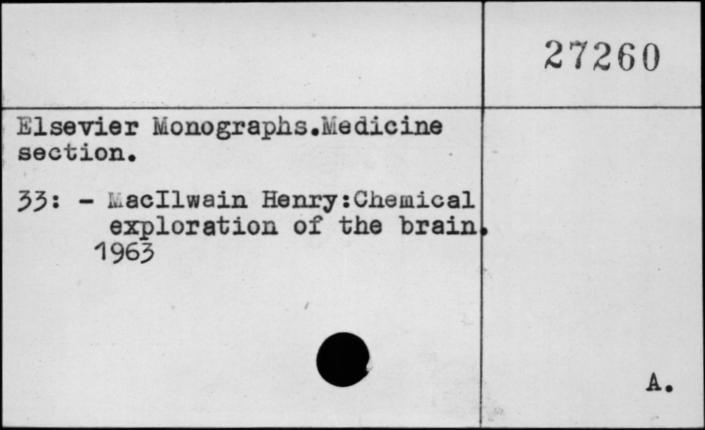 27260
Elsevier Monographs.Medicine
section.
33: - MacIlwain Henry:Chemical
exploration of the brain.
1963
A.